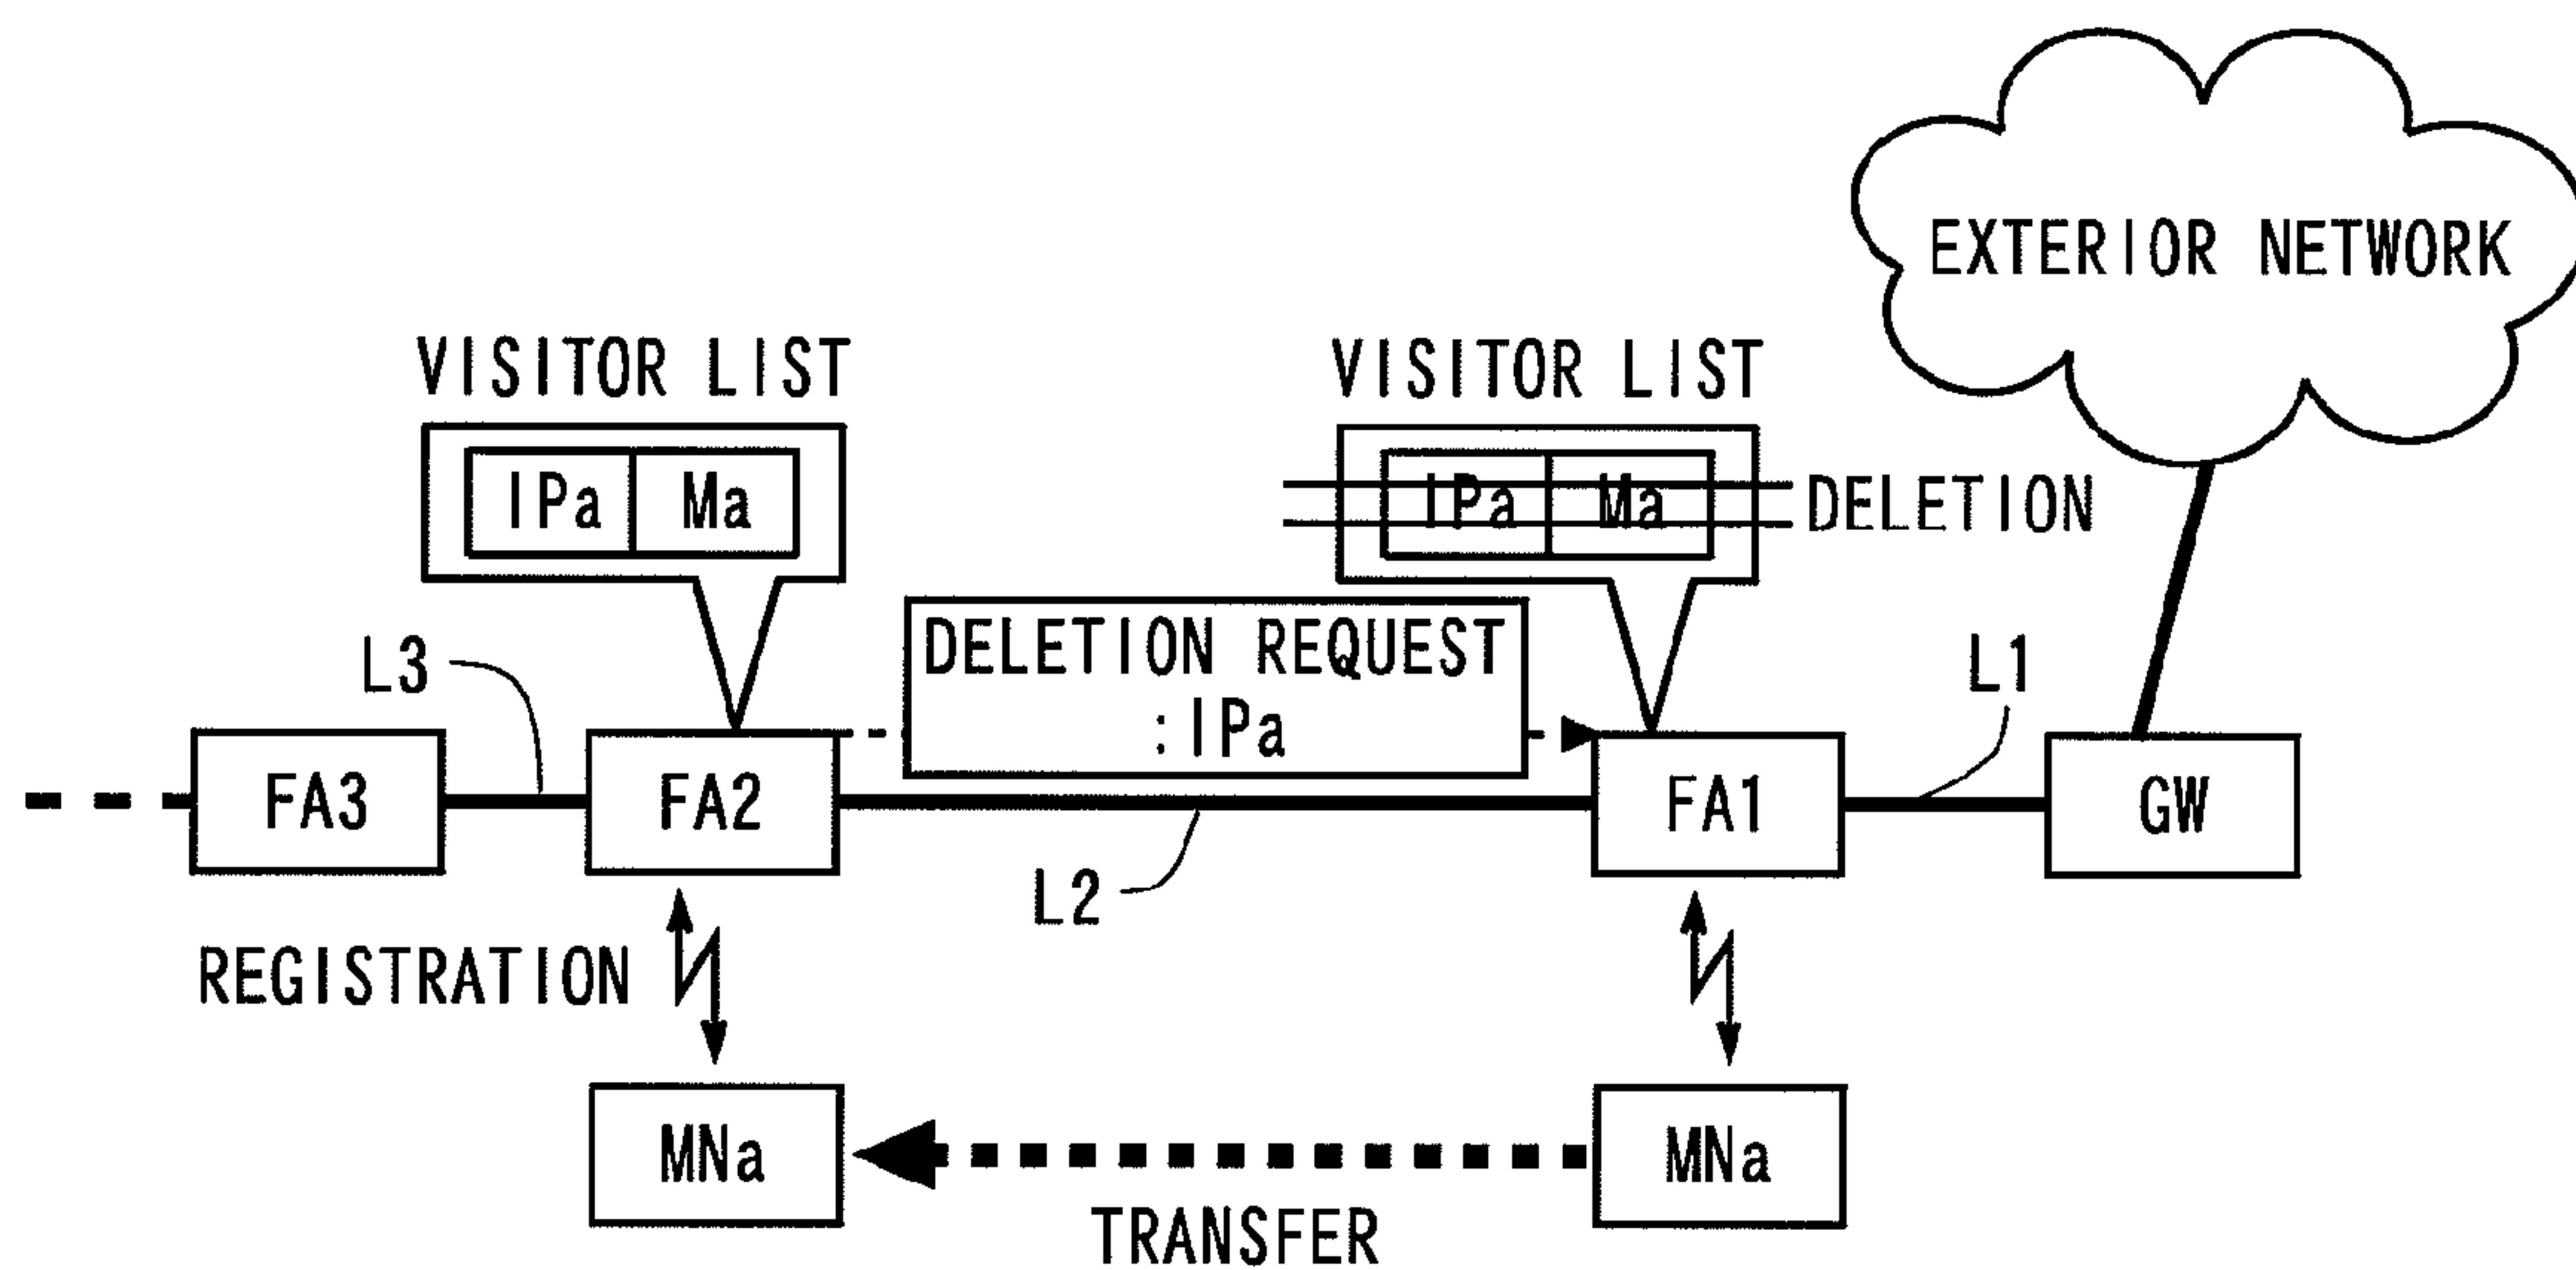 EXTERIOR NETWORK
VISITOR LIST
VISITOR LIST
IPa Ma
IPa Ma
DELETION
DELETION REQUEST
:IPa
L3
L1
FA3
FA2
FA1
GW
L2
REGISTRATION
MNa
MNa
TRANSFER